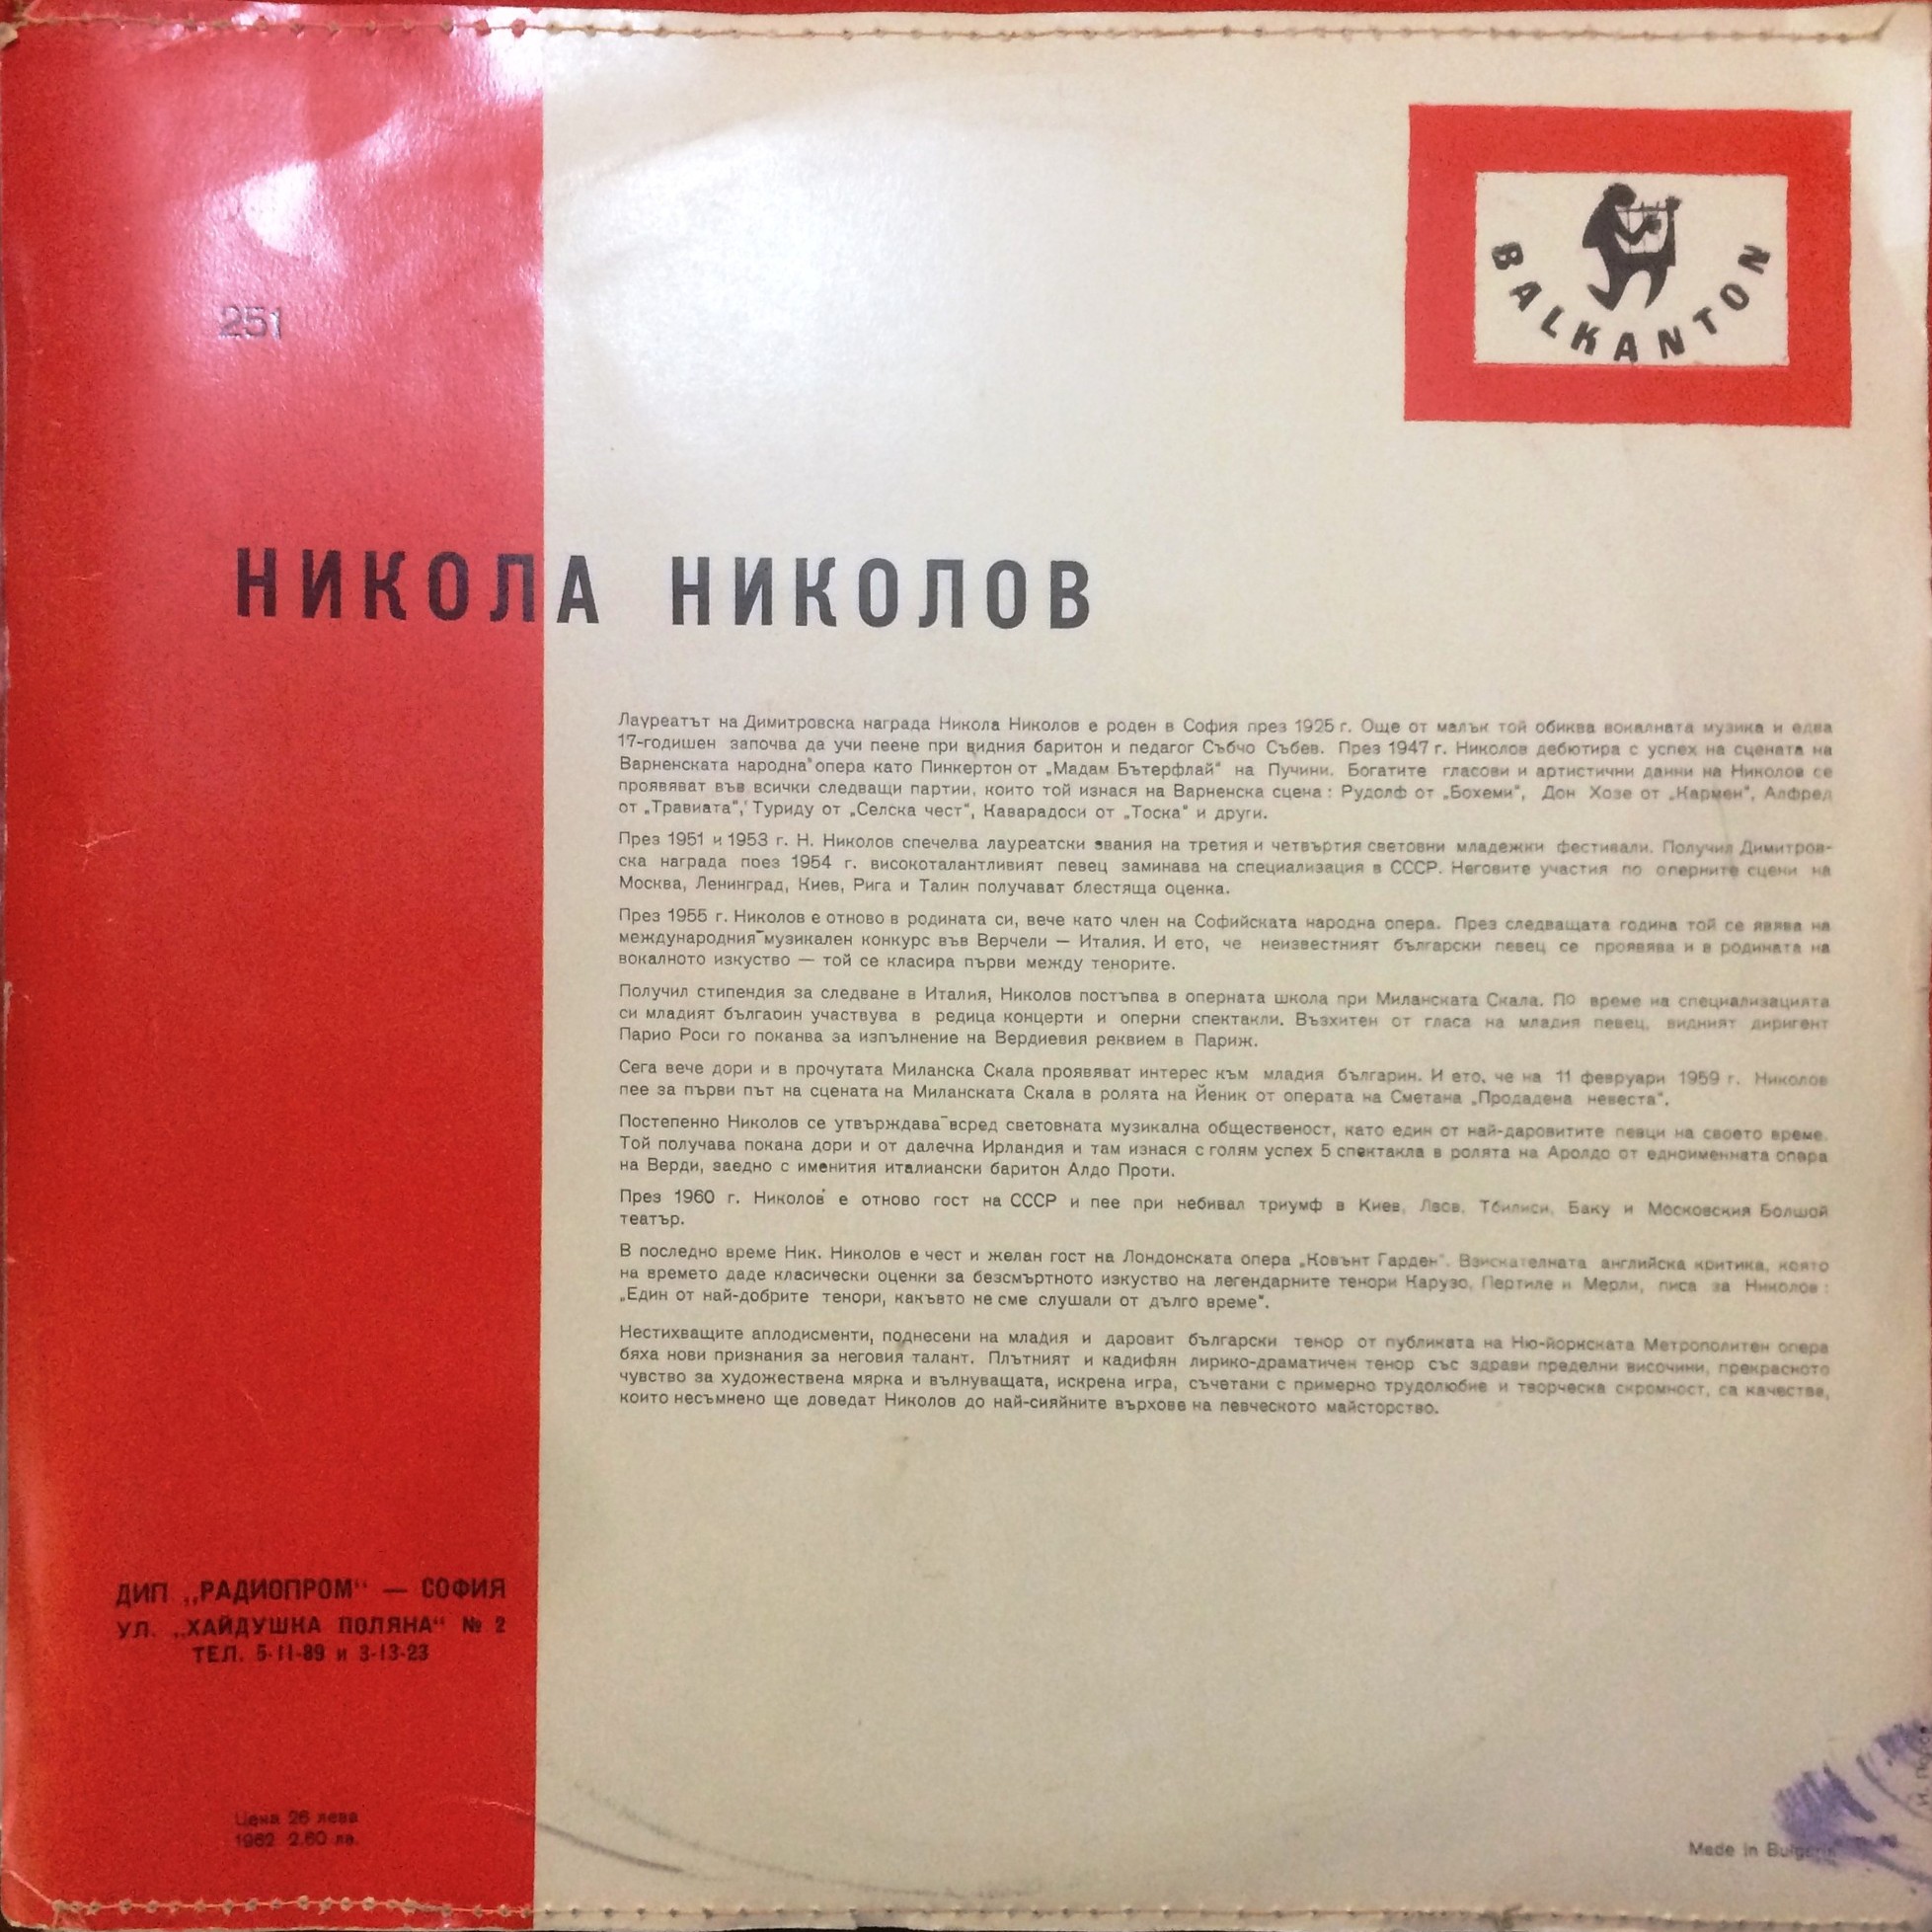 251
BALKANTON
НИКОЛА НИКОЛОВ
Лауреатът на Димитровска награда Никола Николов е роден в София през 1925 г. Още от малък той обиква вокалната музика и едва
17-годишен започва да учи пеене при видния баритон и педагог Събчо Събев. През 1947 г. Николов дебютира с успех на сцената на
Варненската народна опера като Пинкертон от „Мадам Бътерфлай“ на Пучини. Богатите гласови и артистични данни на Николов се
проявяват във всички следващи партии, които той изнася на Варненска сцена : Рудолф от „Бохеми“, Дон Хозе от „Кармен“, Алфред
от „Травиата“, Туриду от „Селска чест“, Каварадоси от „Тоска“ и други.
През 1951 и 1953 г. Н. Николов спечелва лауреатски звания на третия и четвъртия световни младежки фестивали. Получил Димитров-
ска награда поез 1954 г. високоталантливият певец заминава на специализация в СССР. Неговите участия по оперните сцени на
Москва, Ленинград, Киев, Рига и Талин получават блестяща оценка.
През 1955 г. Николов е отново в родината си, вече като член на Софийската народна опера. През следващата година той се явява на
международния музикален конкурс във Верчели — Италия. И ето, че неизвестният български певец се проявява и в родината на
вокалното изкуство — той се класира първи между тенорите.
Получил стипендия за следване в Италия, Николов постъпва в оперната школа при Миланската Скала. По време на специализацията
си младият бългаоин участвува в редица концерти и оперни спектакли. Възхитен от гласа на младия певец, видният диригент
Парио Роси го поканва за изпълнение на Вердиевия реквием в Париж.
Сега вече дори и в прочутата Миланска Скала проявяват интерес към младия българин. И ето, че на 11 февруари 1959 г. Николов
пее за първи път на сцената на Миланската Скала в ролята на Йеник от операта на Сметана „Продадена невеста“.
Постепенно Николов се утвърждава всред световната музикална общественост, като един от най-даровитите певци на своето време.
Той получава покана дори и от далечна Ирландия и там изнася с голям успех 5 спектакла в ролята на Аролдо от едноименната опера
на Верди, заедно с именития италиански баритон Алдо Проти.
През 1960 г. Николов е отново гост на СССР и пее при небивал триумф в Киев, Лвов, Тбилиси, Баку и Московския Болшой
театър.
В последно време Ник. Николов е чест и желан гост на Лондонската опера „Ковънт Гарден“. Взискателната английска критика, която
на времето даде класически оценки за безсмъртното изкуство на легендарните тенори Карузо, Пертиле и Мерли, писа за Николов :
„Един от най-добрите тенори, какъвто не сме слушали от дълго време“.
Нестихващите аплодисменти, поднесени на младия и даровит български тенор от публиката на Ню-йоркската Метрополитен опера
бяха нови признания за неговия талант. Плътният и кадифян лирико-драматичен тенор със здрави пределни височини, прекрасното
чувство за художествена мярка и вълнуващата, искрена игра, съчетани с примерно трудолюбие и творческа скромност, са качества,
които несъмнено ще доведат Николов до най-сияйните върхове на певческото майсторство.
ДИП „РАДИОПРОМ“ — СОФИЯ
УЛ. „ХАЙДУШКА ПОЛЯНА“ № 2
ТЕЛ. 5-11-89 и 3-13-23
Цена 26 лева
1962 2.60 лв.
Made in Bulgaria